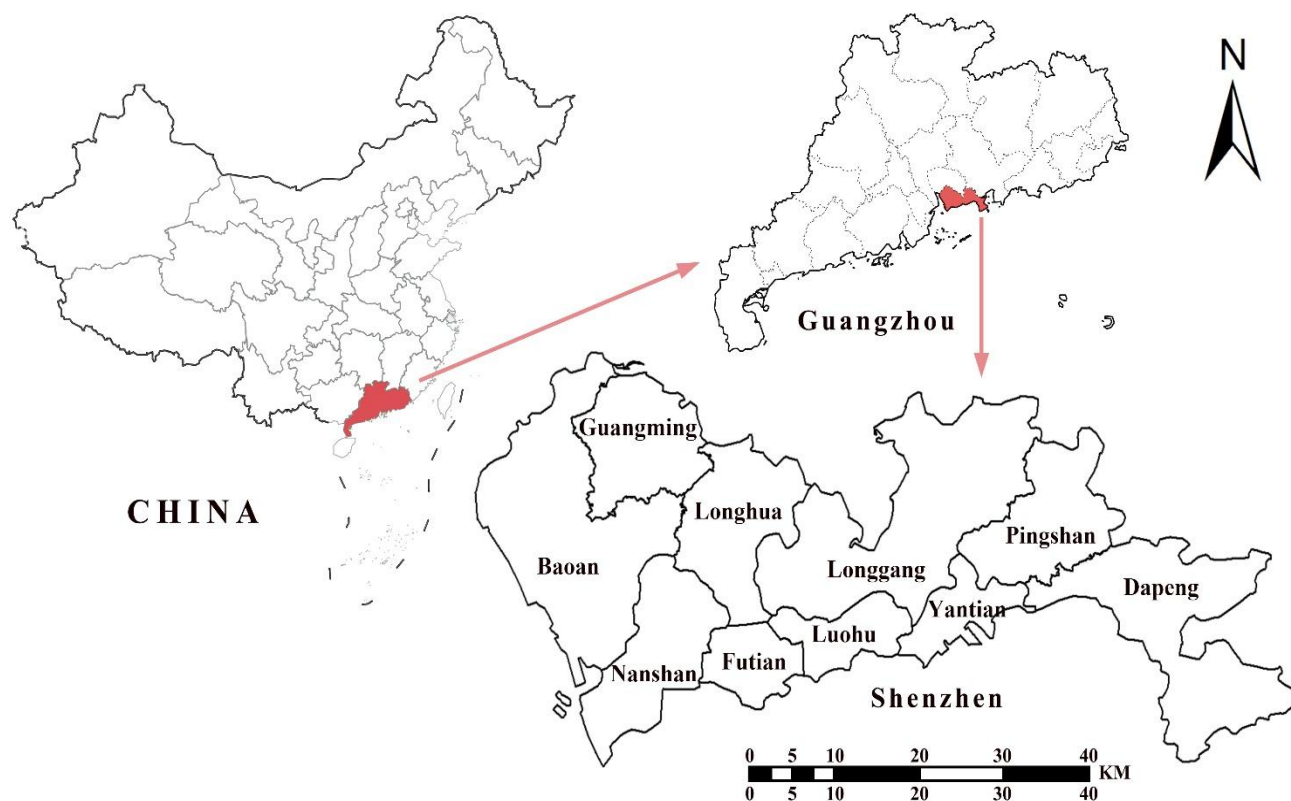 N
Guangzhou
CHINA
Guangming
Longhua
Pingshan
Baoan
Longgang
Dapeng
Yantian
Luohu
Futian
Nanshan
Shenzhen
0 5 10 20 30 40
KM
0 5 10 20 30 40